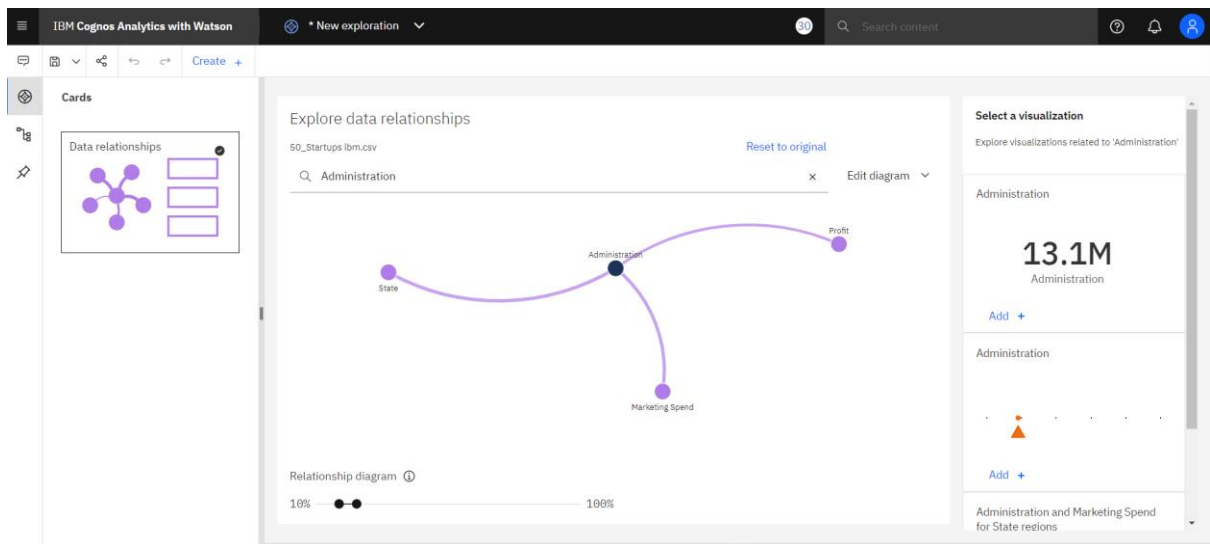 IBM Cognos Analytics with Watson
* New exploration
30
Search content
Create +
Cards
Data relationships
Explore data relationships
50_Startups ibm.csv
Reset to original
Administration
Edit diagram
Profit
Administration
State
Marketing Spend
Relationship diagram
10%
100%
Select a visualization
Explore visualizations related to 'Administration'
Administration
13.1M
Administration
Add +
Administration
Add +
Administration and Marketing Spend
for State regions